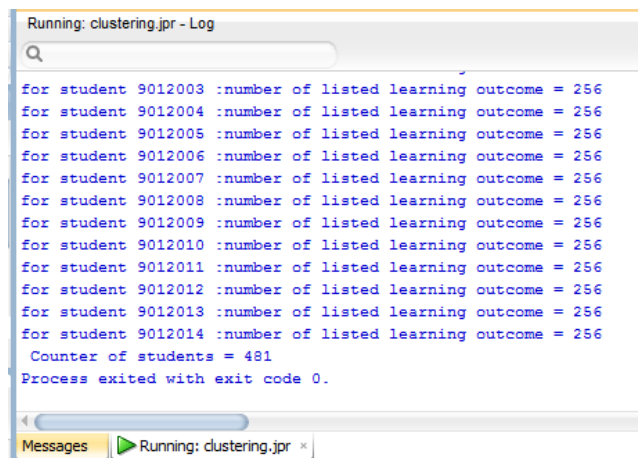 Running: clustering.jpr - Log
for student 9012003 :number of listed learning outcome = 256
for student 9012004 :number of listed learning outcome = 256
for student 9012005 :number of listed learning outcome = 256
for student 9012006 :number of listed learning outcome = 256
for student 9012007 :number of listed learning outcome = 256
for student 9012008 :number of listed learning outcome = 256
for student 9012009 :number of listed learning outcome = 256
for student 9012010 :number of listed learning outcome = 256
for student 9012011 :number of listed learning outcome = 256
for student 9012012 :number of listed learning outcome = 256
for student 9012013 :number of listed learning outcome = 256
for student 9012014 :number of listed learning outcome = 256
Counter of students = 481
Process exited with exit code 0.
Messages Running: clustering.jpr ×